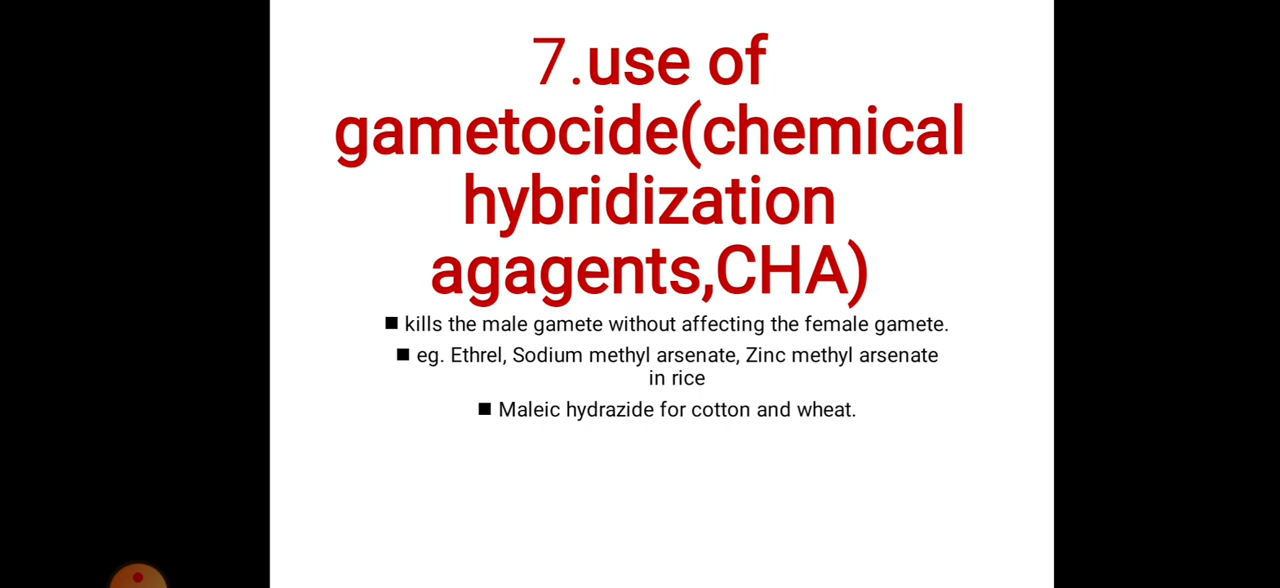 7.use of
gametocide(chemical
hybridization
agagents,CHA)
■ kills the male gamete without affecting the female gamete.
■ eg. Ethrel, Sodium methyl arsenate, Zinc methyl arsenate
in rice
■ Maleic hydrazide for cotton and wheat.